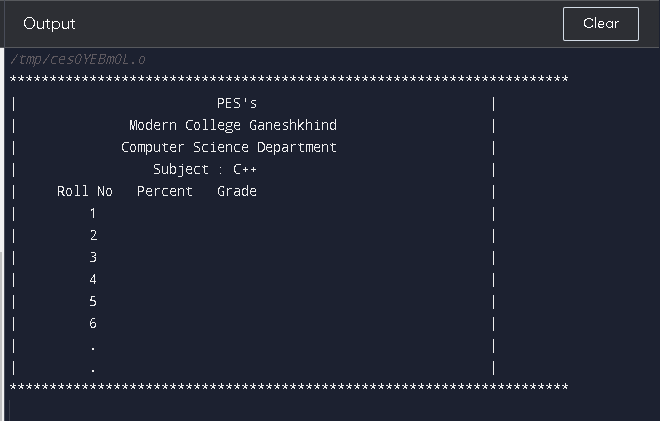 Output Clear
/tmp/cesOYEBmOL.o
**********************************************************************
| PES's |
| Modern College Ganeshkhind |
| Computer Science Department |
| Subject : C++ |
| Roll No Percent Grade |
| 1 |
| 2 |
| 3 |
| 4 |
| 5 |
| 6 |
| . |
| . |
**********************************************************************